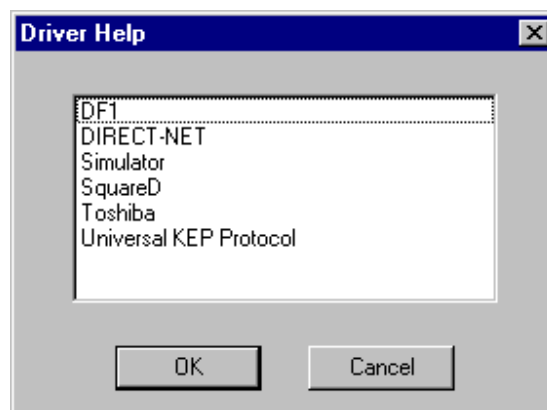 Driver Help
DF1
DIRECT-NET
Simulator
SquareD
Toshiba
Universal KEP Protocol
OK
Cancel